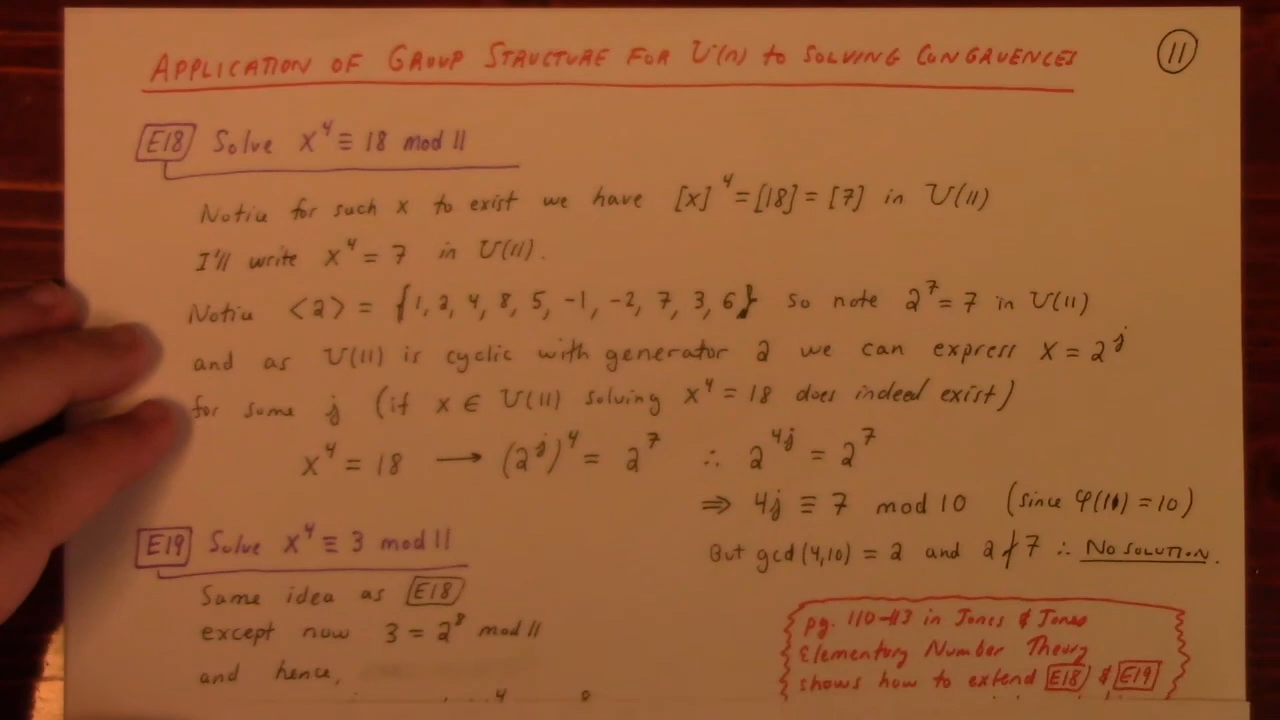 APPLICATION OF GROUP STRUCTURE FOR U(n) to SOLVING CONGRUENCES
11
E18 Solve x⁴ ≡ 18 mod 11
Notice for such x to exist we have [x]⁴ = [18] = [7] in U(11)
I'll write x⁴ = 7 in U(11).
Notice <2> = {1, 2, 4, 8, 5, -1, -2, 7, 3, 6} so note 2⁷ = 7 in U(11)
and as U(11) is cyclic with generator 2 we can express x = 2ʲ
for some j (if x ∈ U(11) solving x⁴ = 18 does indeed exist)
x⁴ = 18 → (2ʲ)⁴ = 2⁷ ∴ 2⁴ʲ = 2⁷
⇒ 4j ≡ 7 mod 10 (since φ(11) = 10)
But gcd(4,10) = 2 and 2∤7 ∴ NO SOLUTION.
E19 Solve x⁴ ≡ 3 mod 11
Same idea as E18
except now 3 = 2⁸ mod 11
and hence,
pg. 110-113 in Jones & Jones
Elementary Number Theory
shows how to extend E18 & E19